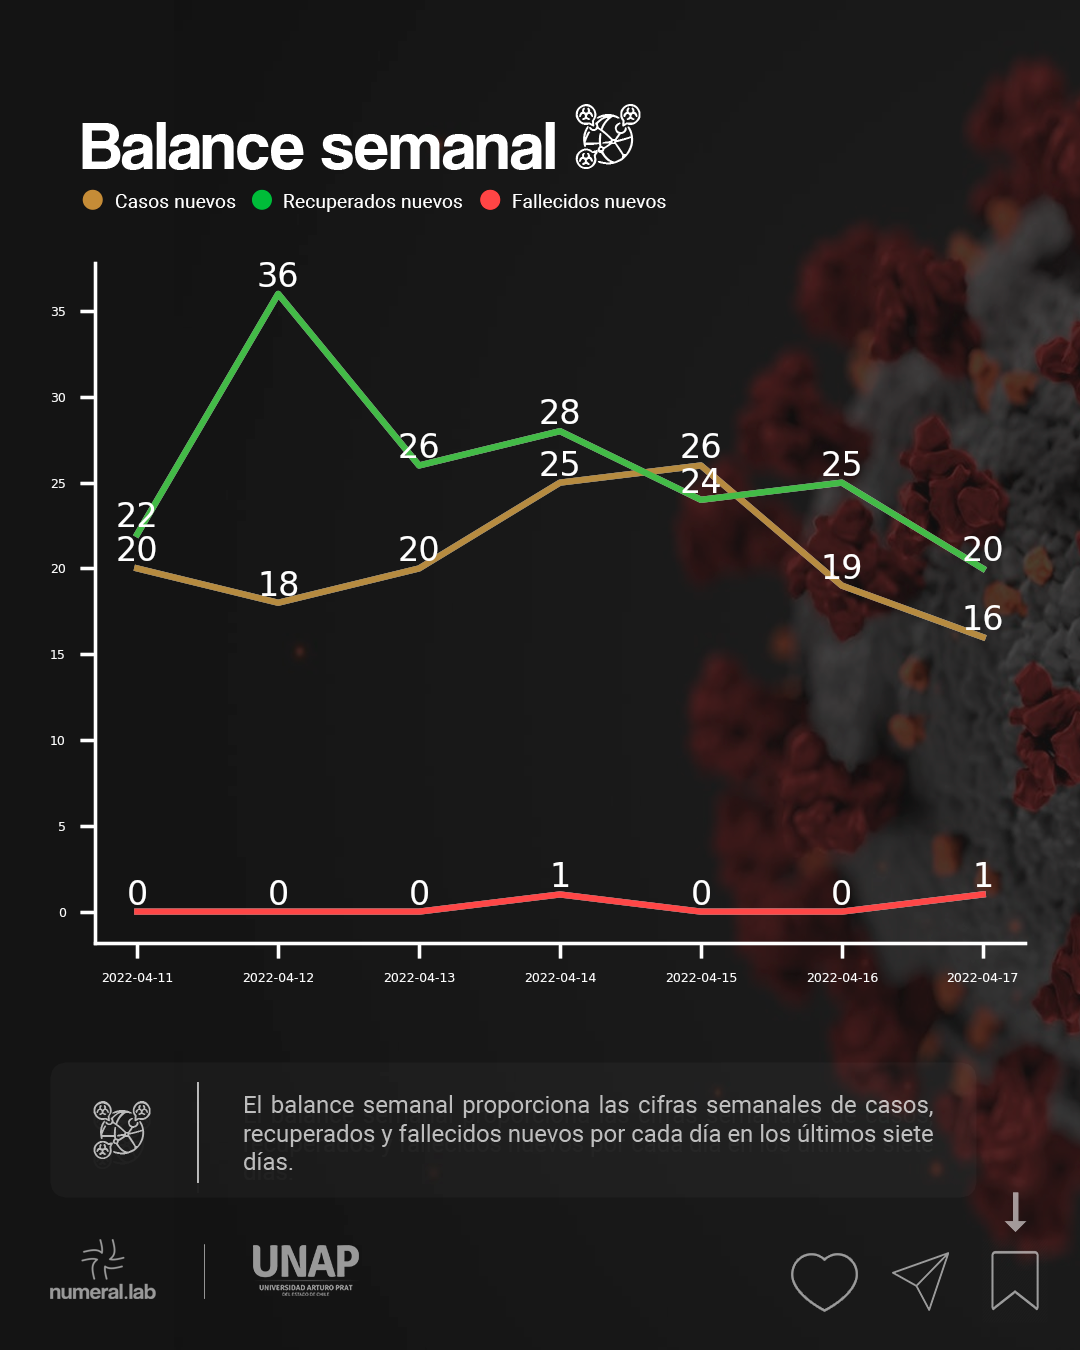 Balance semanal
Casos nuevos Recuperados nuevos Fallecidos nuevos
36
35
30
28
26 26
25 25
25 24
22
20 20 20
20 18 19
16
15
10
5
1 1
0 0 0 0 0
0
2022-04-11 2022-04-12 2022-04-13 2022-04-14 2022-04-15 2022-04-16 2022-04-17
El balance semanal proporciona las cifras semanales de casos,
recuperados y fallecidos nuevos por cada día en los últimos siete
días.
numeral.lab
UNAP
UNIVERSIDAD ARTURO PRAT
DEL ESTADO DE CHILE